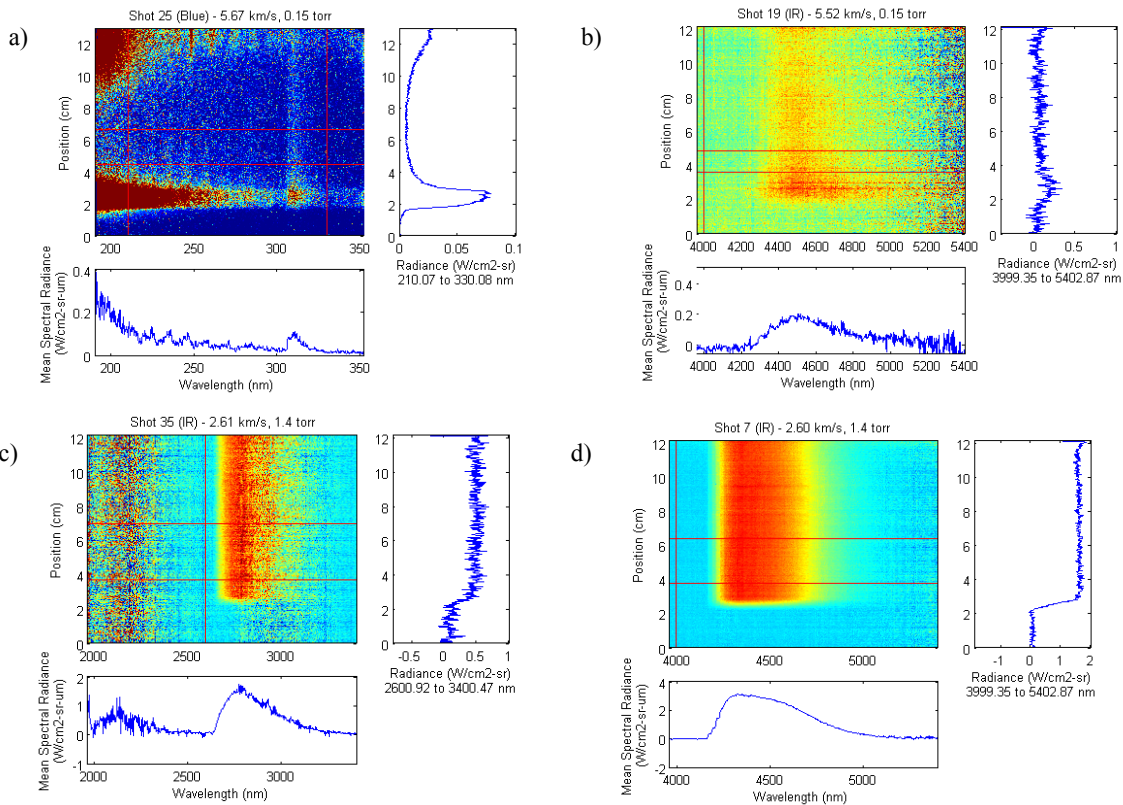 a)
Shot 25 (Blue) - 5.67 km/s, 0.15 torr
Position (cm)
12
10
8
6
4
2
0
200
250
300
350
0
0.05
0.1
Radiance (W/cm2-sr)
210.07 to 330.08 nm
Mean Spectral Radiance
(W/cm2-sr-um)
0.4
0.2
0
200
250
300
350
Wavelength (nm)
b)
Shot 19 (IR) - 5.52 km/s, 0.15 torr
Position (cm)
12
10
8
6
4
2
0
4000 4200 4400 4600 4800 5000 5200 5400
12
10
8
6
4
2
0
0
0.5
1
Radiance (W/cm2-sr)
3999.35 to 5402.87 nm
Mean Spectral Radiance
(W/cm2-sr-um)
0.4
0.2
0
4000 4200 4400 4600 4800 5000 5200 5400
Wavelength (nm)
c)
Shot 35 (IR) - 2.61 km/s, 1.4 torr
Position (cm)
12
10
8
6
4
2
0
2000
2500
3000
12
10
8
6
4
2
0
-0.5
0
0.5
1
Radiance (W/cm2-sr)
2600.92 to 3400.47 nm
Mean Spectral Radiance
(W/cm2-sr-um)
2
1
0
-1
2000
2500
3000
Wavelength (nm)
d)
Shot 7 (IR) - 2.60 km/s, 1.4 torr
Position (cm)
12
10
8
6
4
2
0
4000
4500
5000
12
10
8
6
4
2
0
-1
0
1
2
Radiance (W/cm2-sr)
3999.35 to 5402.87 nm
Mean Spectral Radiance
(W/cm2-sr-um)
4
2
0
-2
4000
4500
5000
Wavelength (nm)